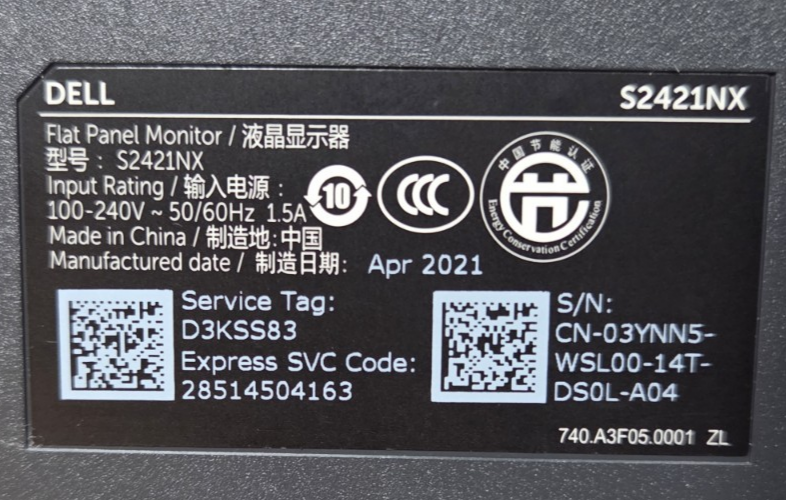 DELL
S2421NX
Flat Panel Monitor / 液晶显示器
型号: S2421NX
Input Rating / 输入电源:
100-240V ~ 50/60Hz 1.5A
Made in China / 制造地:中国
Manufactured date / 制造日期: Apr 2021
10
CCC
中国节能认证
Energy Conservation Certification
Service Tag:
D3KSS83
Express SVC Code:
28514504163
S/N:
CN-03YNN5-
WSL00-14T-
DS0L-A04
740.A3F05.0001 ZL